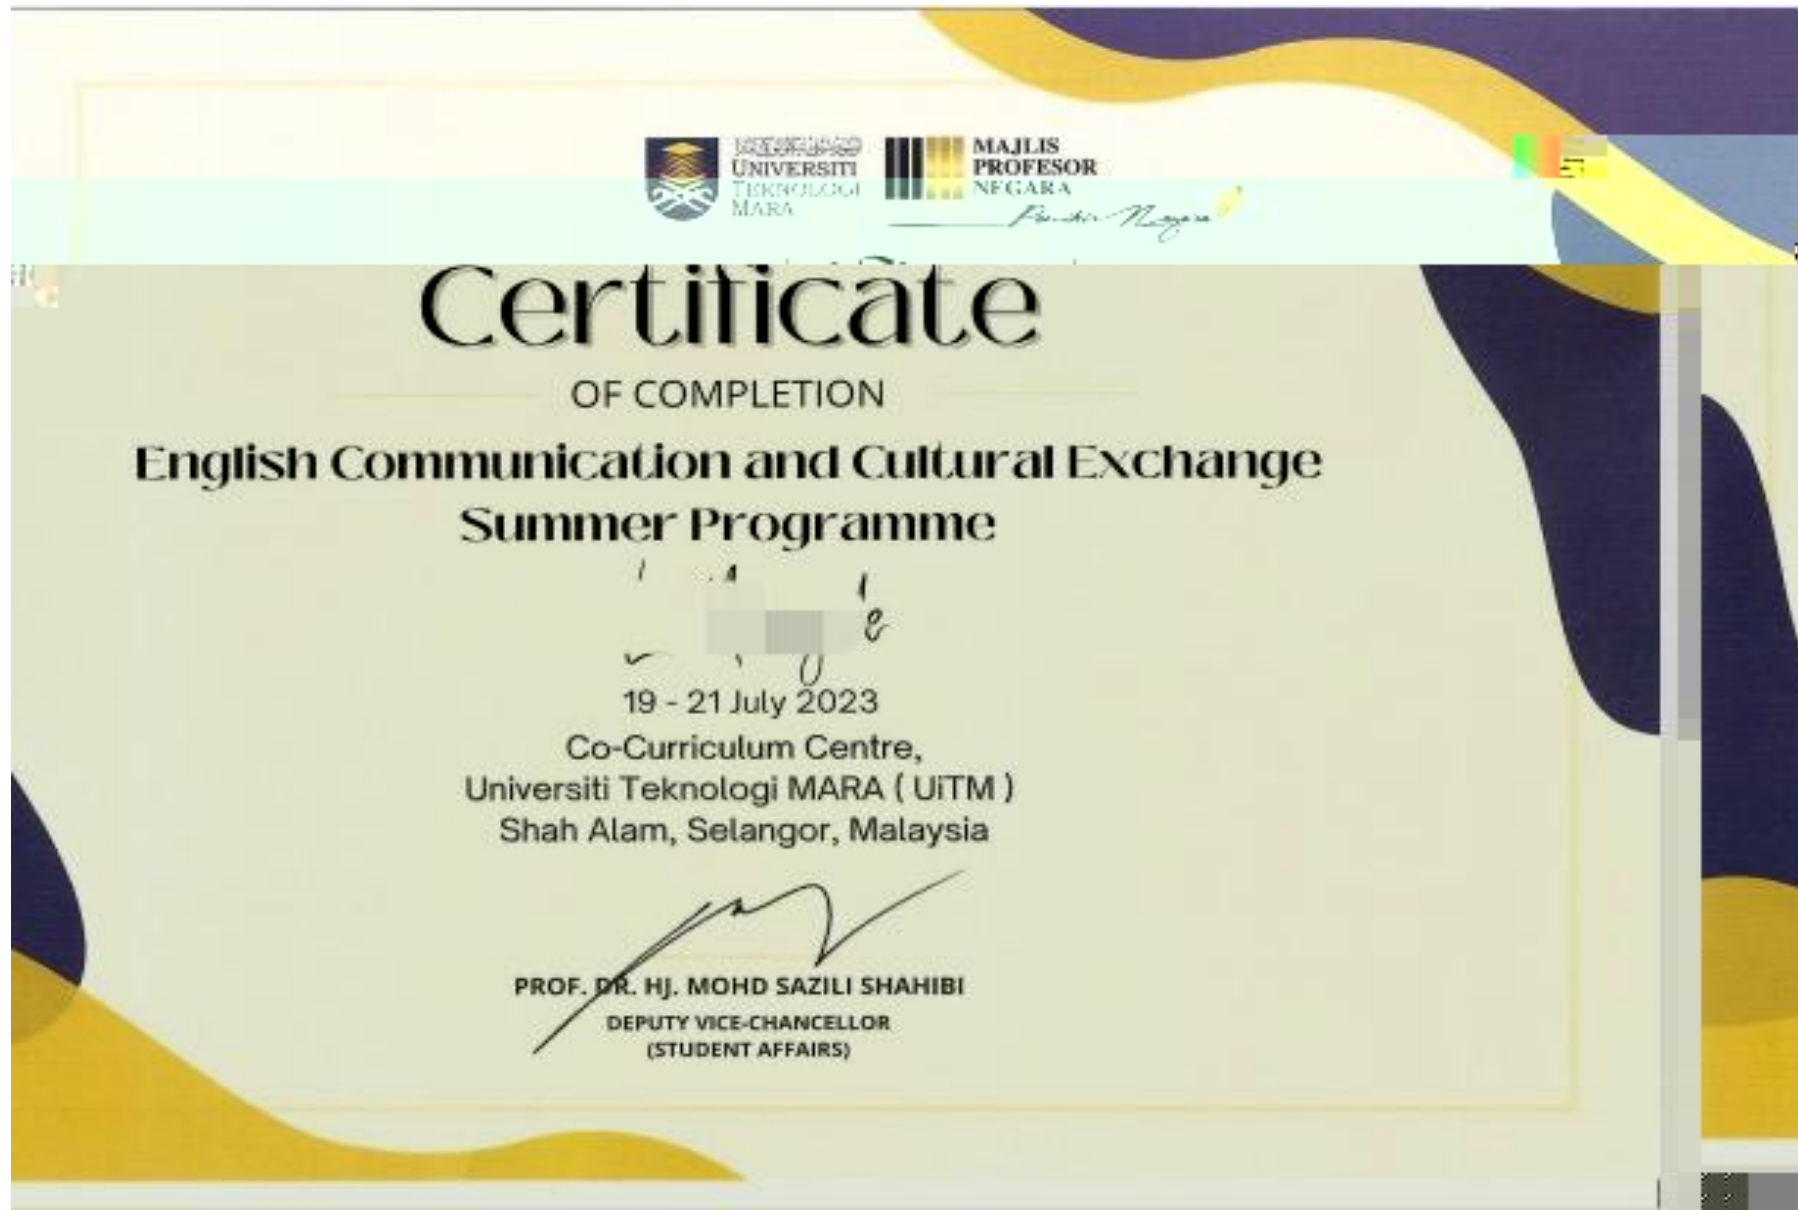 UNIVERSITI
TEKNOLOGI
MARA
MAJLIS
PROFESOR
NEGARA
Certificate
OF COMPLETION
English Communication and Cultural Exchange
Summer Programme
19 - 21 July 2023
Co-Curriculum Centre,
Universiti Teknologi MARA ( UiTM )
Shah Alam, Selangor, Malaysia
PROF. DR. HJ. MOHD SAZILI SHAHIBI
DEPUTY VICE-CHANCELLOR
(STUDENT AFFAIRS)